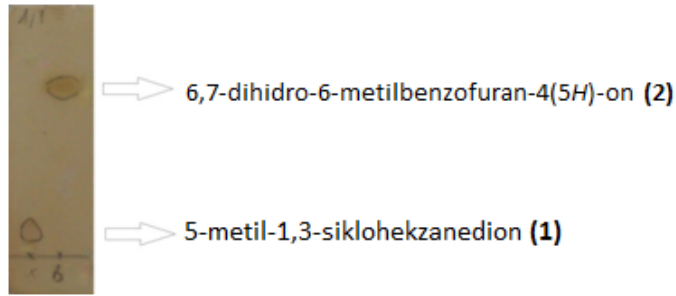 1/1
6,7-dihidro-6-metilbenzofuran-4(5H)-on (2)
5-metil-1,3-siklohekzanedion (1)
x 6